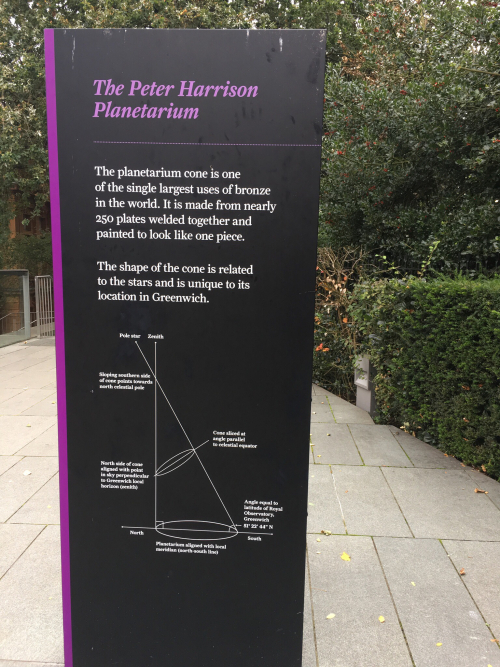 The Peter Harrison
Planetarium
The planetarium cone is one
of the single largest uses of bronze
in the world. It is made from nearly
250 plates welded together and
painted to look like one piece.
The shape of the cone is related
to the stars and is unique to its
location in Greenwich.
Pole star Zenith
Sloping southern side
of cone points towards
north celestial pole
Cone sliced at
angle parallel
to celestial equator
North side of cone
aligned with point
in sky perpendicular
to Greenwich local
horizon (zenith)
Angle equal to
latitude of Royal
Observatory,
Greenwich
51° 22' 44" N
North
South
Planetarium aligned with local
meridian (north-south line)